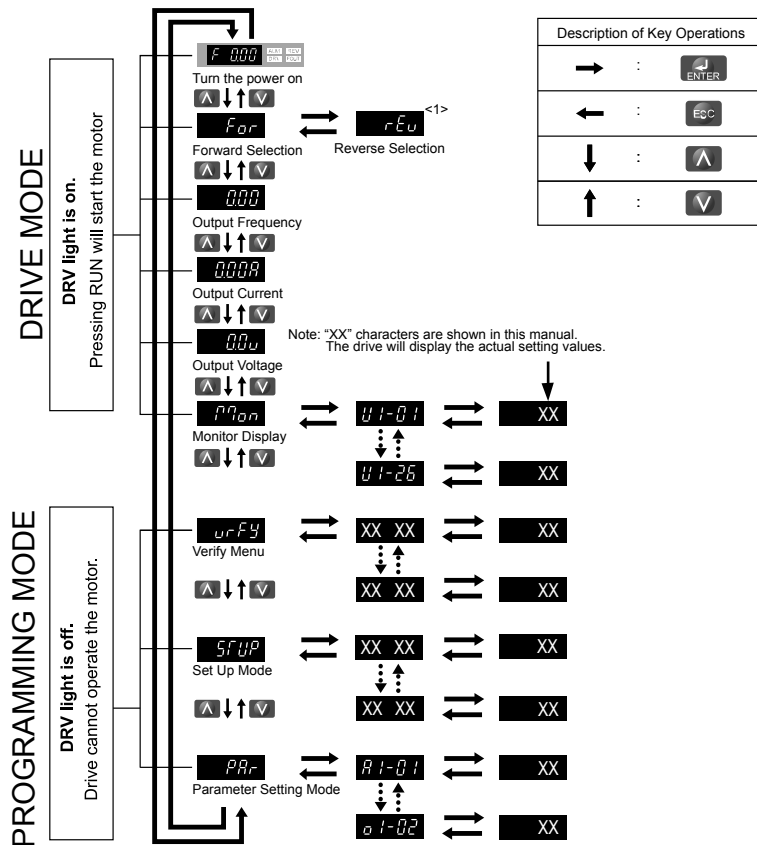 DRIVE MODE
DRV light is on.
Pressing RUN will start the motor
F 0.00
ALM REV
DRV FOUT
Turn the power on
For
rEv
<1>
Forward Selection
Reverse Selection
0.00
Output Frequency
0.00A
Output Current
0.0v
Output Voltage
Note: “XX” characters are shown in this manual.
The drive will display the actual setting values.
Mon
U1-01
XX
Monitor Display
U1-26
XX
PROGRAMMING MODE
DRV light is off.
Drive cannot operate the motor.
vrFY
XX XX
XX
Verify Menu
XX XX
XX
STUP
XX XX
XX
Set Up Mode
XX XX
XX
PAr
A1-01
XX
Parameter Setting Mode
o1-02
XX
Description of Key Operations
→ : ENTER
← : ESC
↓ : ∧
↑ : ∨